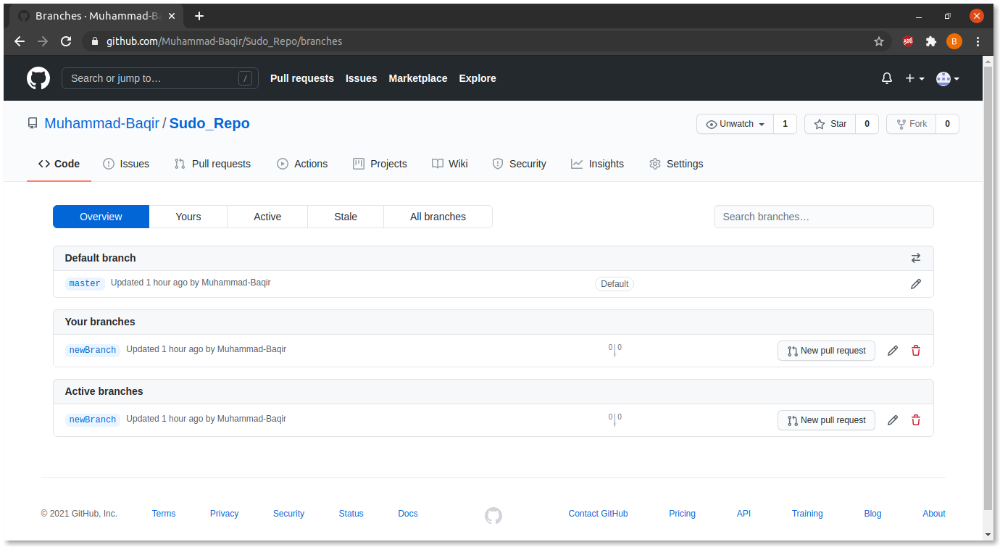 Branches · Muhammad-Ba
github.com/Muhammad-Baqir/Sudo_Repo/branches
ABP
B
Search or jump to…
/
Pull requests Issues Marketplace Explore
Muhammad-Baqir / Sudo_Repo
Unwatch 1 Star 0 Fork 0
Code Issues Pull requests Actions Projects Wiki Security Insights Settings
Overview Yours Active Stale All branches Search branches…
Default branch
master Updated 1 hour ago by Muhammad-Baqir Default
Your branches
newBranch Updated 1 hour ago by Muhammad-Baqir 0 | 0 New pull request
Active branches
newBranch Updated 1 hour ago by Muhammad-Baqir 0 | 0 New pull request
© 2021 GitHub, Inc. Terms Privacy Security Status Docs Contact GitHub Pricing API Training Blog About